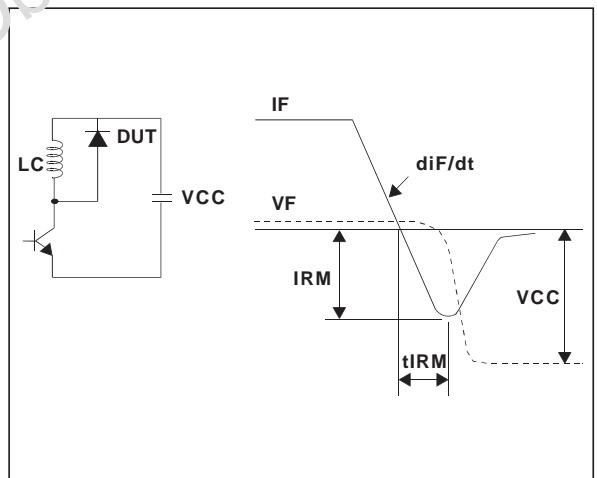 DUT
LC
VCC
IF
diF/dt
VF
IRM
VCC
tIRM